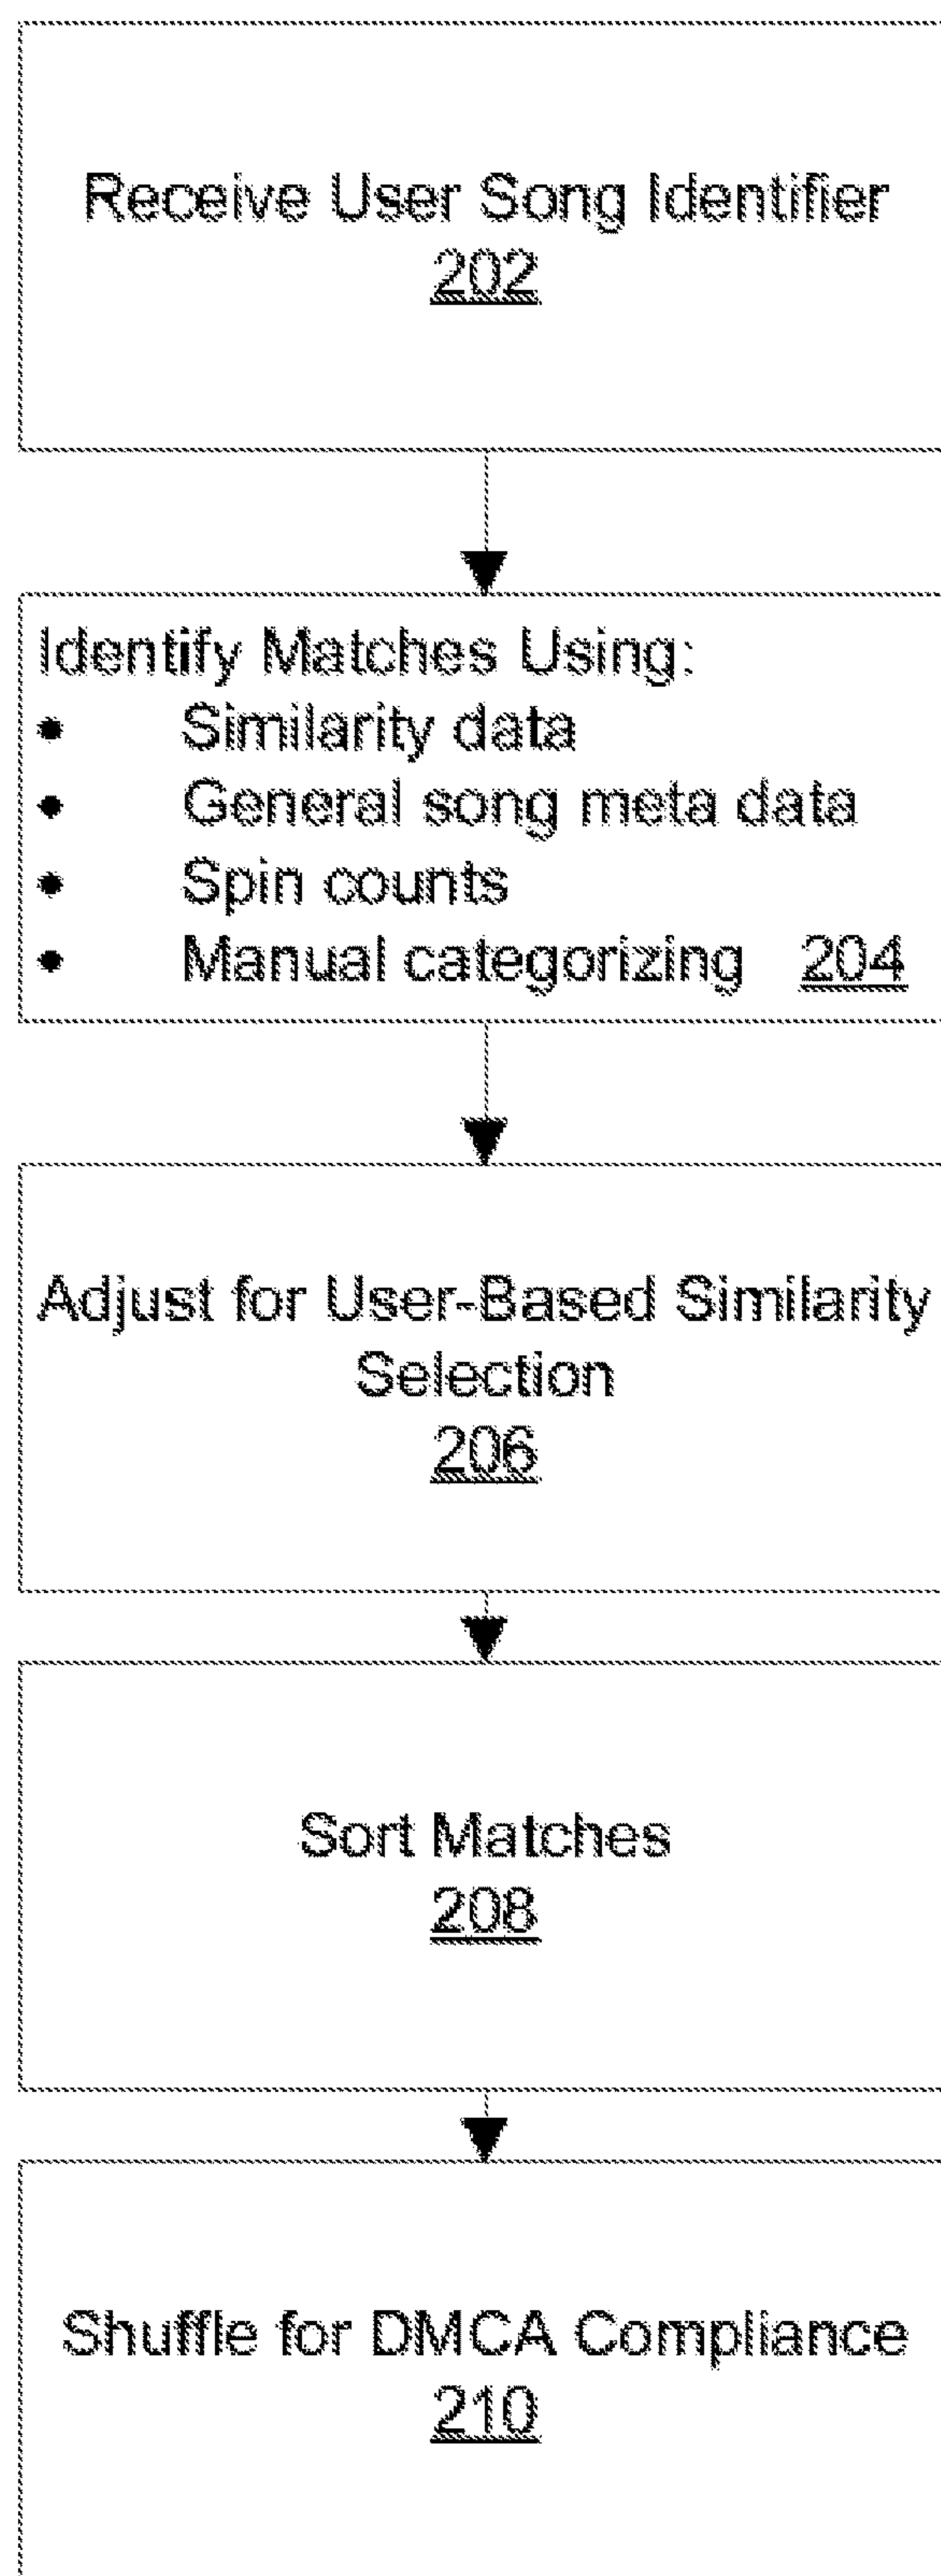 Receive User Song Identifier
202
Identify Matches Using:
• Similarity data
• General song meta data
• Spin counts
• Manual categorizing 204
Adjust for User-Based Similarity
Selection
206
Sort Matches
208
Shuffle for DMCA Compliance
210